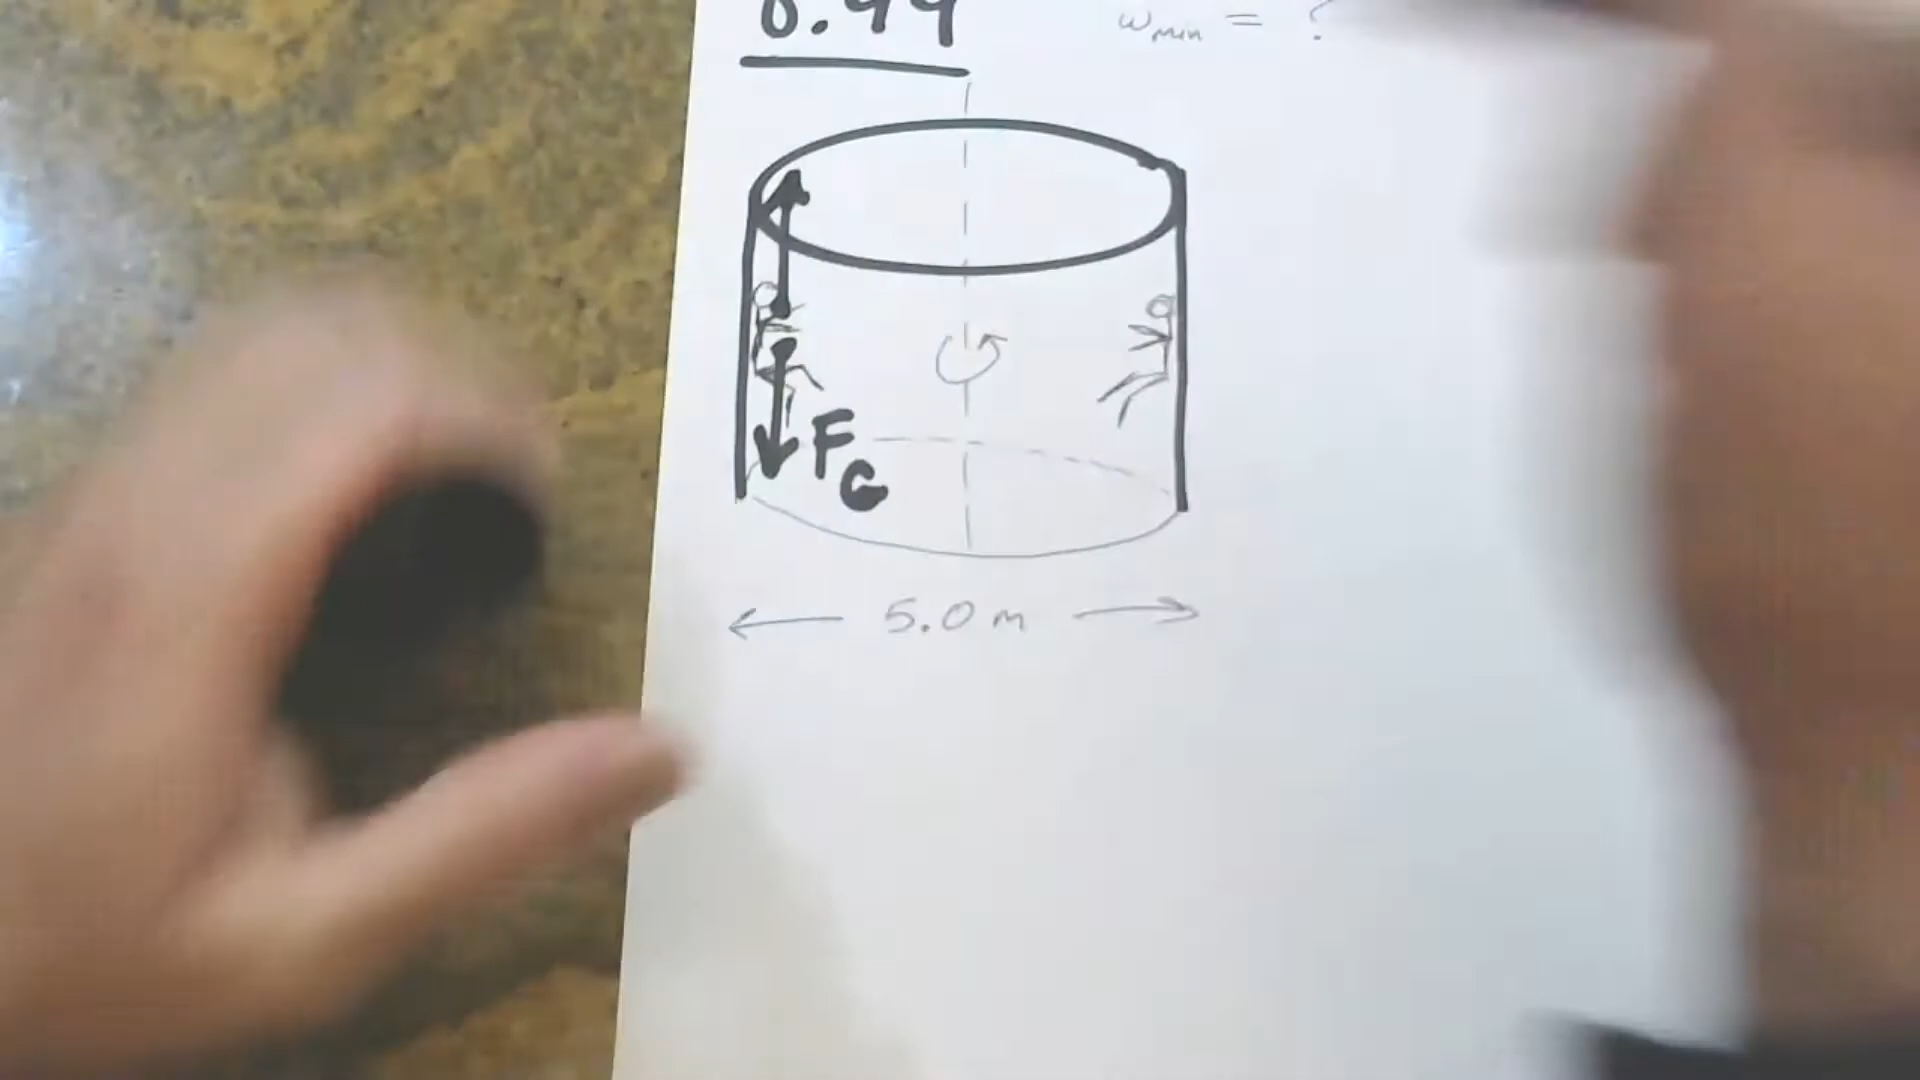 ω_min = ?
F_G
5.0 m